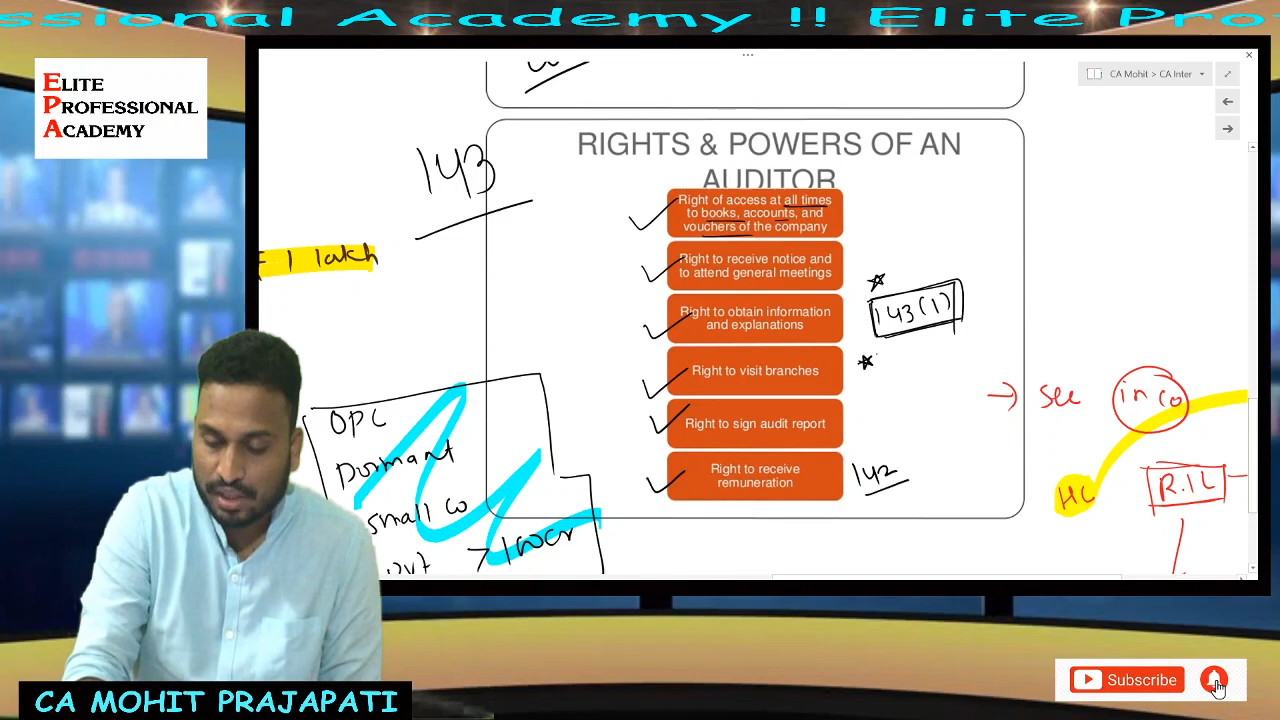 ssional Academy !! Elite Pro
ELITE
PROFESSIONAL
ACADEMY
CA Mohit > CA Inter
143
RIGHTS & POWERS OF AN
AUDITOR
Right of access at all times
to books, accounts, and
vouchers of the company
Right to receive notice and
to attend general meetings
Right to obtain information
and explanations
143(1)
Right to visit branches
Right to sign audit report
Right to receive
remuneration
142
1 lakh
OPC
Dormant
small co
→ see in co
HC
R.I.L
Subscribe
CA MOHIT PRAJAPATI